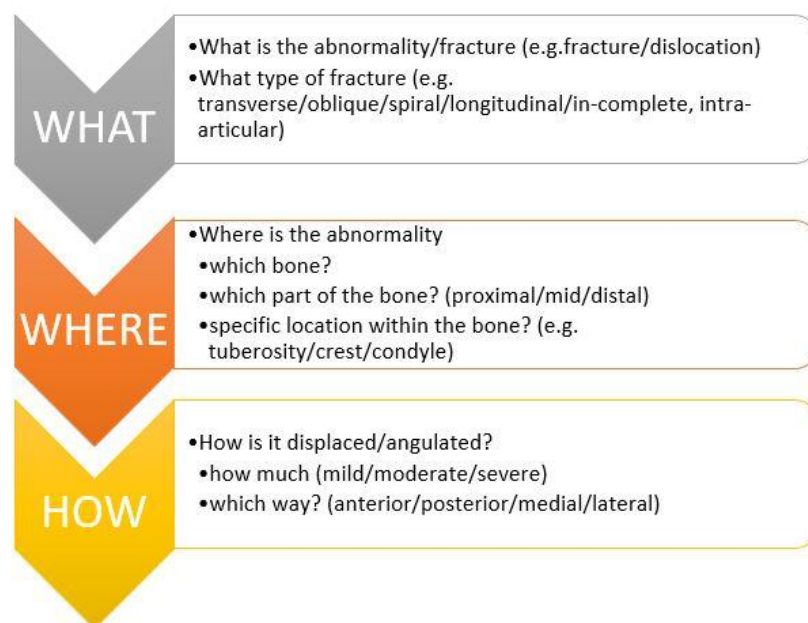 WHAT
•What is the abnormality/fracture (e.g.fracture/dislocation)
•What type of fracture (e.g.
transverse/oblique/spiral/longitudinal/in-complete, intra-
articular)
WHERE
•Where is the abnormality
•which bone?
•which part of the bone? (proximal/mid/distal)
•specific location within the bone? (e.g.
tuberosity/crest/condyle)
HOW
•How is it displaced/angulated?
•how much (mild/moderate/severe)
•which way? (anterior/posterior/medial/lateral)